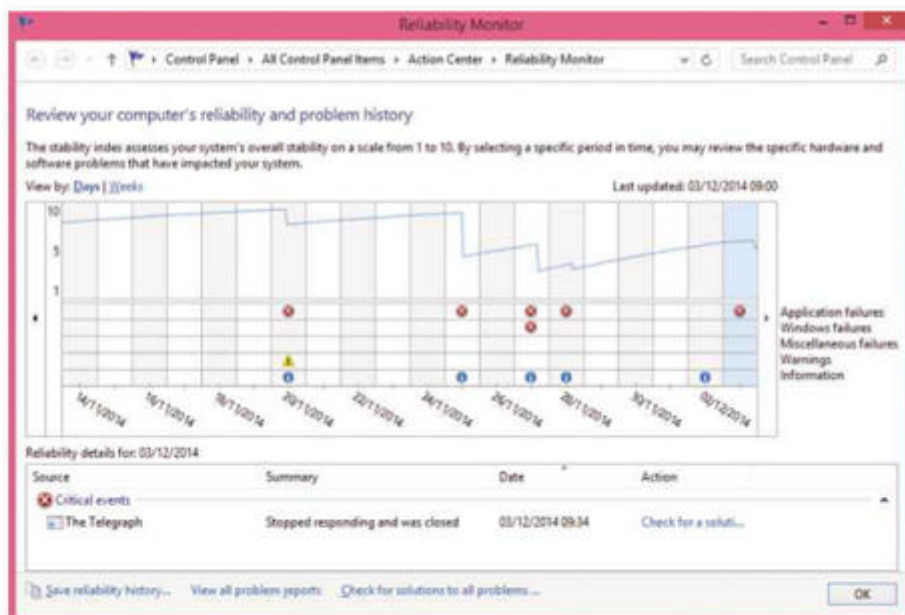 Reliability Monitor
Control Panel › All Control Panel Items › Action Center › Reliability Monitor
Search Control Panel
Review your computer's reliability and problem history
The stability index assesses your system's overall stability on a scale from 1 to 10. By selecting a specific period in time, you may review the specific hardware and
software problems that have impacted your system.
View by: Days | Weeks
Last updated: 03/12/2014 09:00
10
5
1
Application failures
Windows failures
Miscellaneous failures
Warnings
Information
14/11/2014
16/11/2014
18/11/2014
20/11/2014
22/11/2014
24/11/2014
26/11/2014
28/11/2014
30/11/2014
02/12/2014
Reliability details for: 03/12/2014
Source Summary Date Action
Critical events
The Telegraph Stopped responding and was closed 03/12/2014 09:34 Check for a soluti...
Save reliability history... View all problem reports Check for solutions to all problems ...
OK